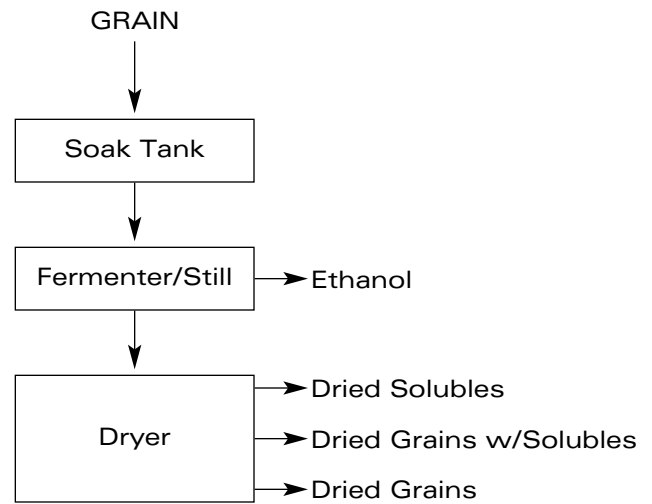 GRAIN
Soak Tank
Fermenter/Still
Ethanol
Dryer
Dried Solubles
Dried Grains w/Solubles
Dried Grains